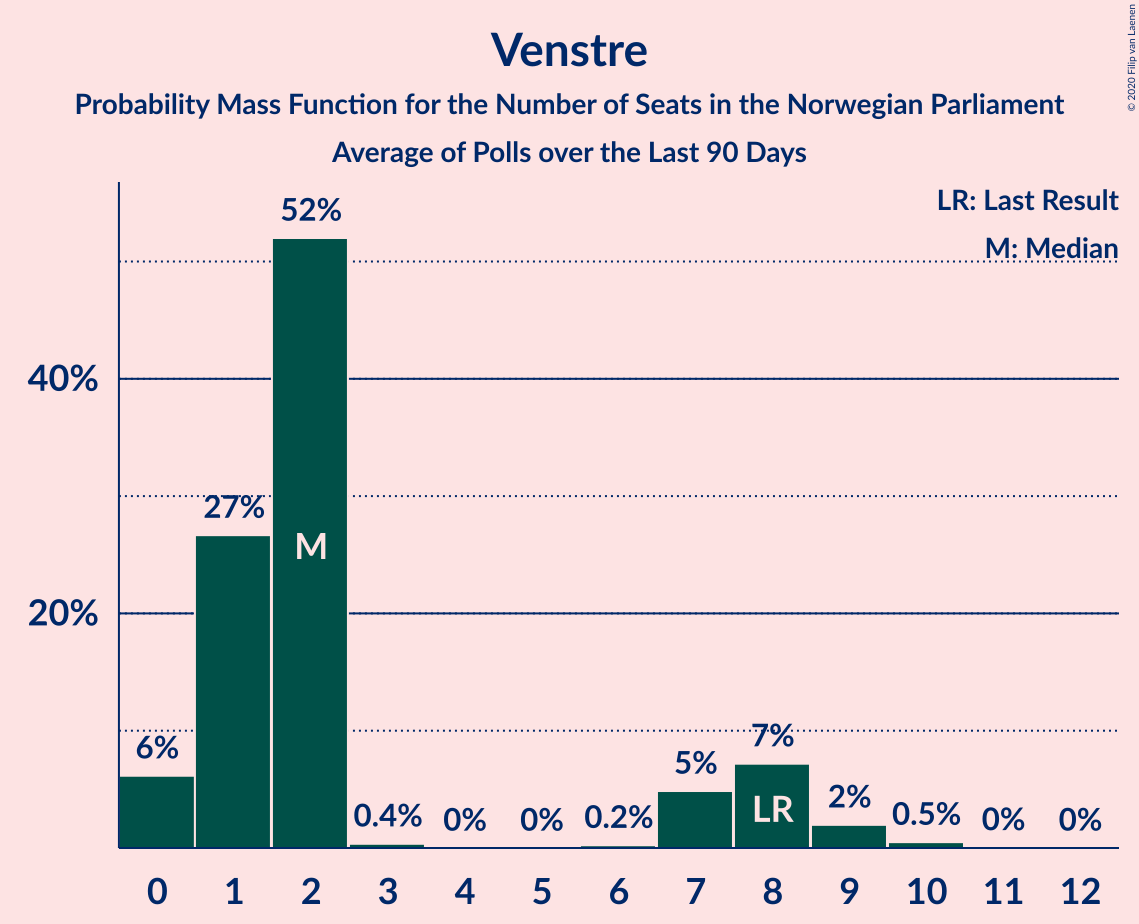 Venstre
Probability Mass Function for the Number of Seats in the Norwegian Parliament
Average of Polls over the Last 90 Days
© 2020 Filip van Laenen
LR: Last Result
M: Median
40%
20%
6%
27%
52%
0.4%
0%
0%
0.2%
5%
7%
2%
0.5%
0%
0%
M
LR
0 1 2 3 4 5 6 7 8 9 10 11 12